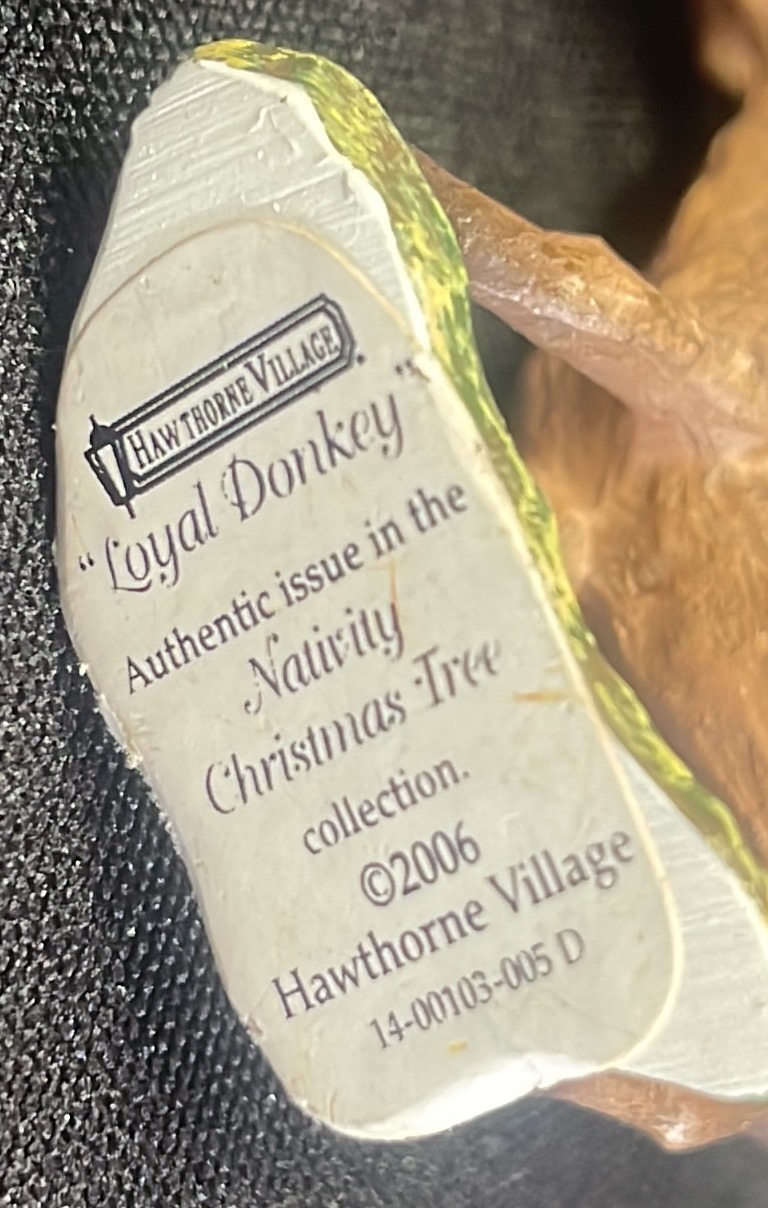 HAWTHORNE VILLAGE
"Loyal Donkey"
Authentic issue in the
Nativity
Christmas Tree
collection.
©2006
Hawthorne Village
14-00103-005 D